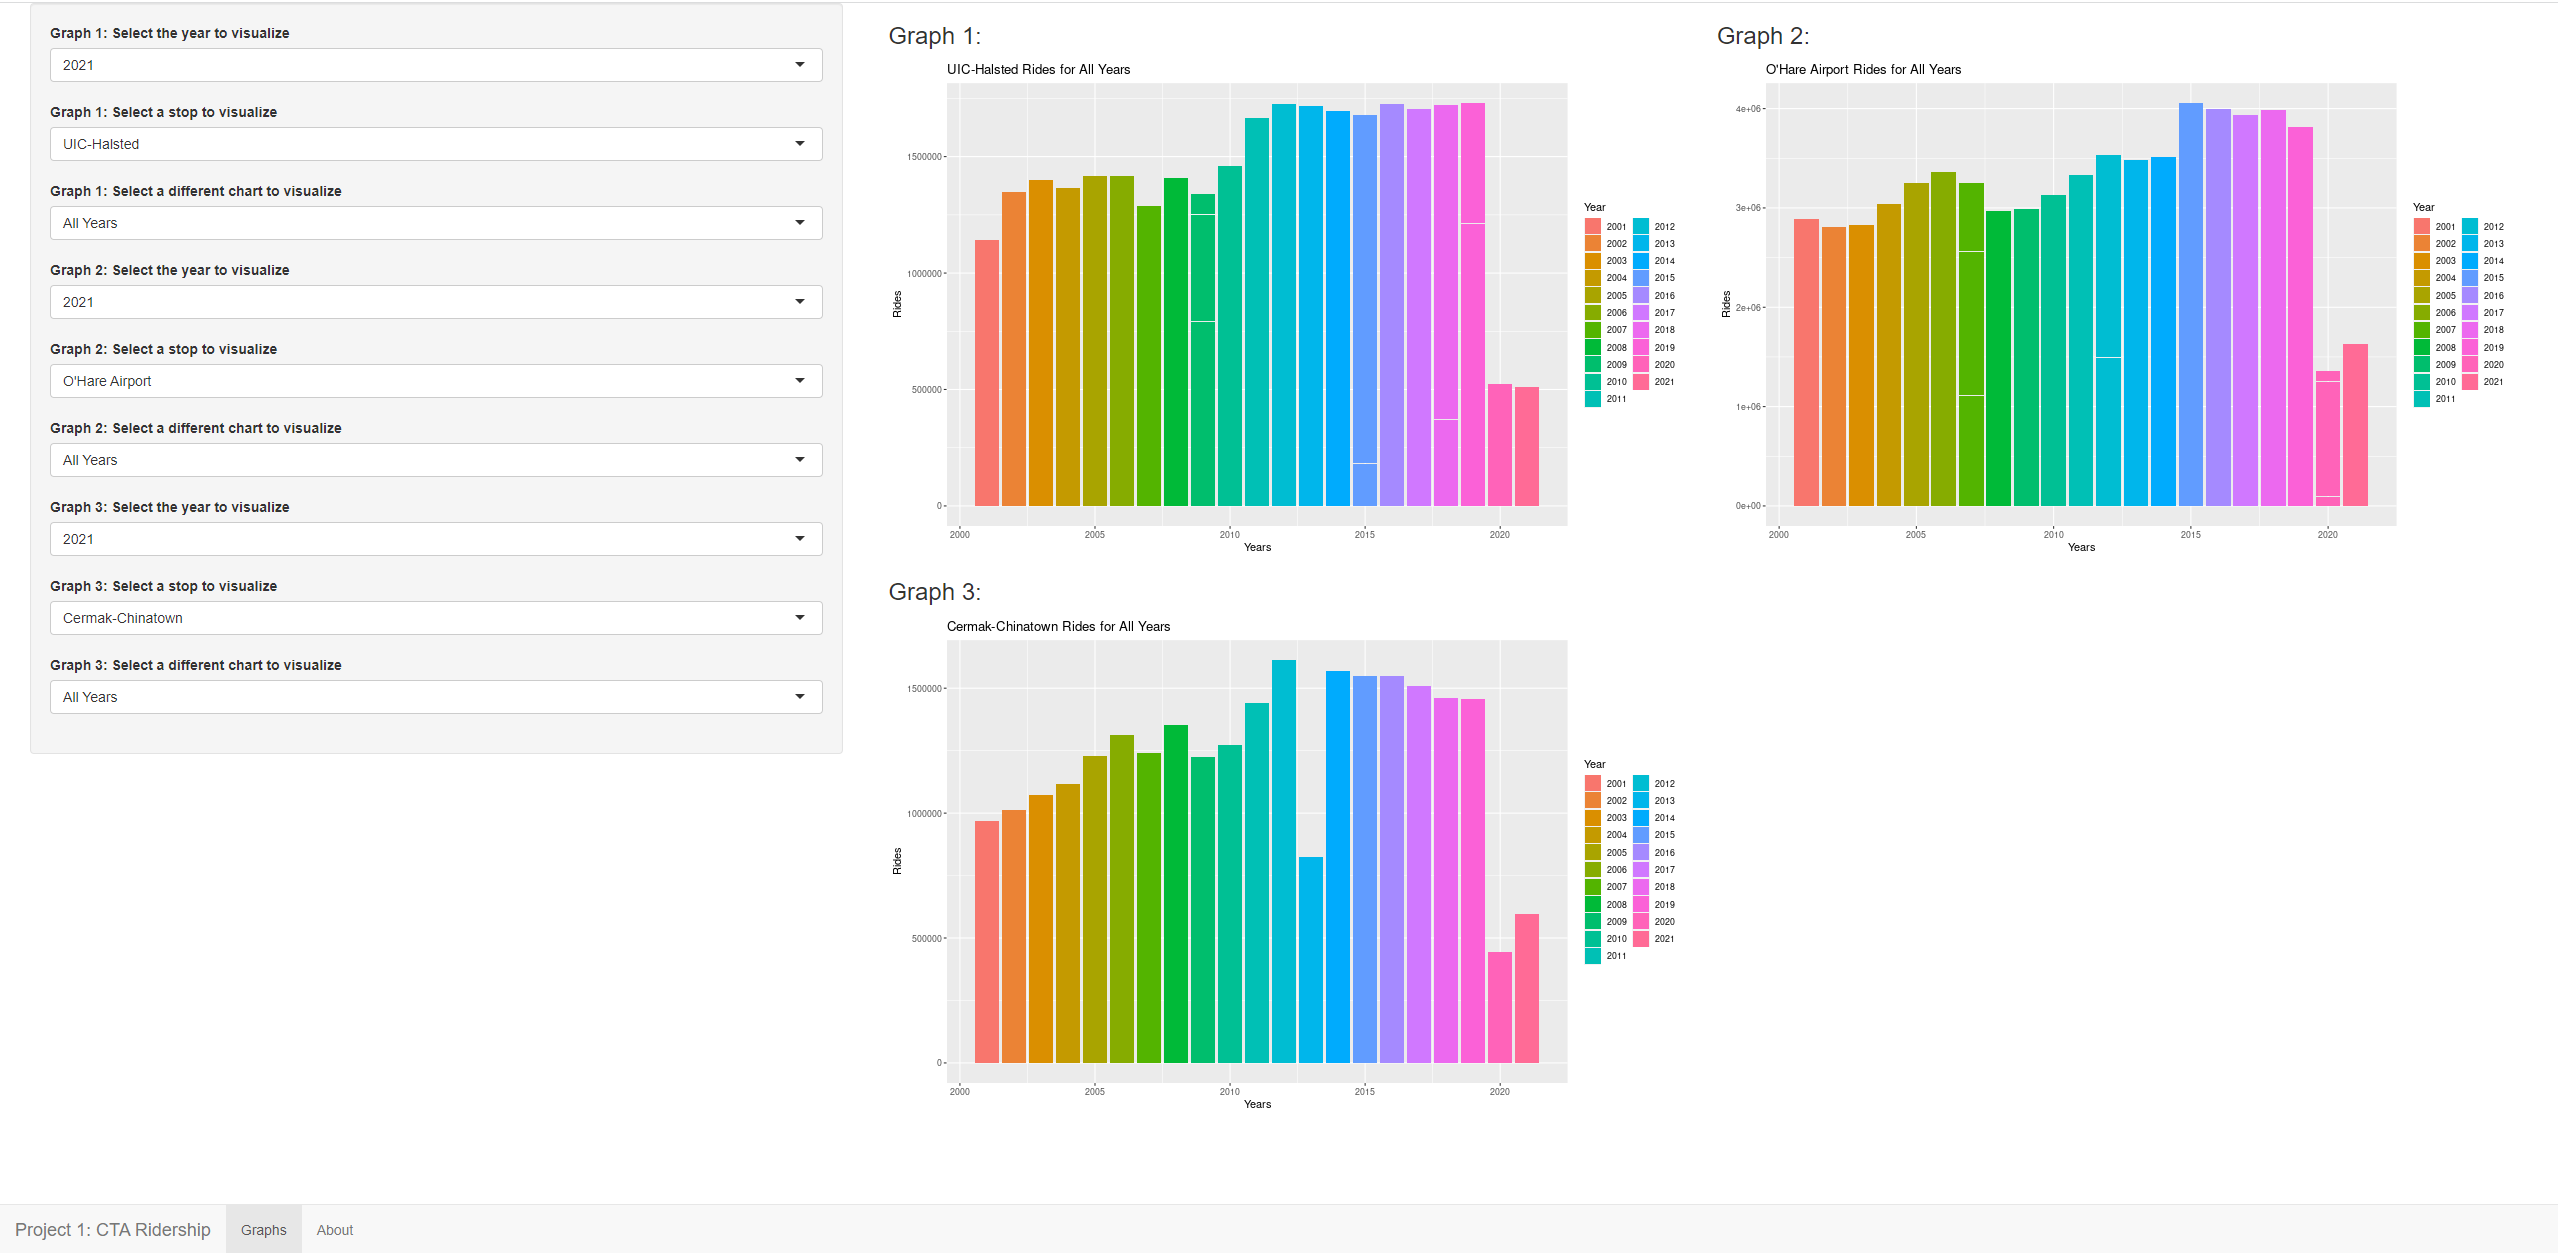 Graph 1: Select the year to visualize
2021
Graph 1: Select a stop to visualize
UIC-Halsted
Graph 1: Select a different chart to visualize
All Years
Graph 2: Select the year to visualize
2021
Graph 2: Select a stop to visualize
O'Hare Airport
Graph 2: Select a different chart to visualize
All Years
Graph 3: Select the year to visualize
2021
Graph 3: Select a stop to visualize
Cermak-Chinatown
Graph 3: Select a different chart to visualize
All Years
Graph 1:
UIC-Halsted Rides for All Years
Rides
1500000
1000000
500000
0
2000 2005 2010 2015 2020
Years
Year
2001 2012
2002 2013
2003 2014
2004 2015
2005 2016
2006 2017
2007 2018
2008 2019
2009 2020
2010 2021
2011
Graph 2:
O'Hare Airport Rides for All Years
Rides
4e+06
3e+06
2e+06
1e+06
0e+00
2000 2005 2010 2015 2020
Years
Year
2001 2012
2002 2013
2003 2014
2004 2015
2005 2016
2006 2017
2007 2018
2008 2019
2009 2020
2010 2021
2011
Graph 3:
Cermak-Chinatown Rides for All Years
Rides
1500000
1000000
500000
0
2000 2005 2010 2015 2020
Years
Year
2001 2012
2002 2013
2003 2014
2004 2015
2005 2016
2006 2017
2007 2018
2008 2019
2009 2020
2010 2021
2011
Project 1: CTA Ridership Graphs About